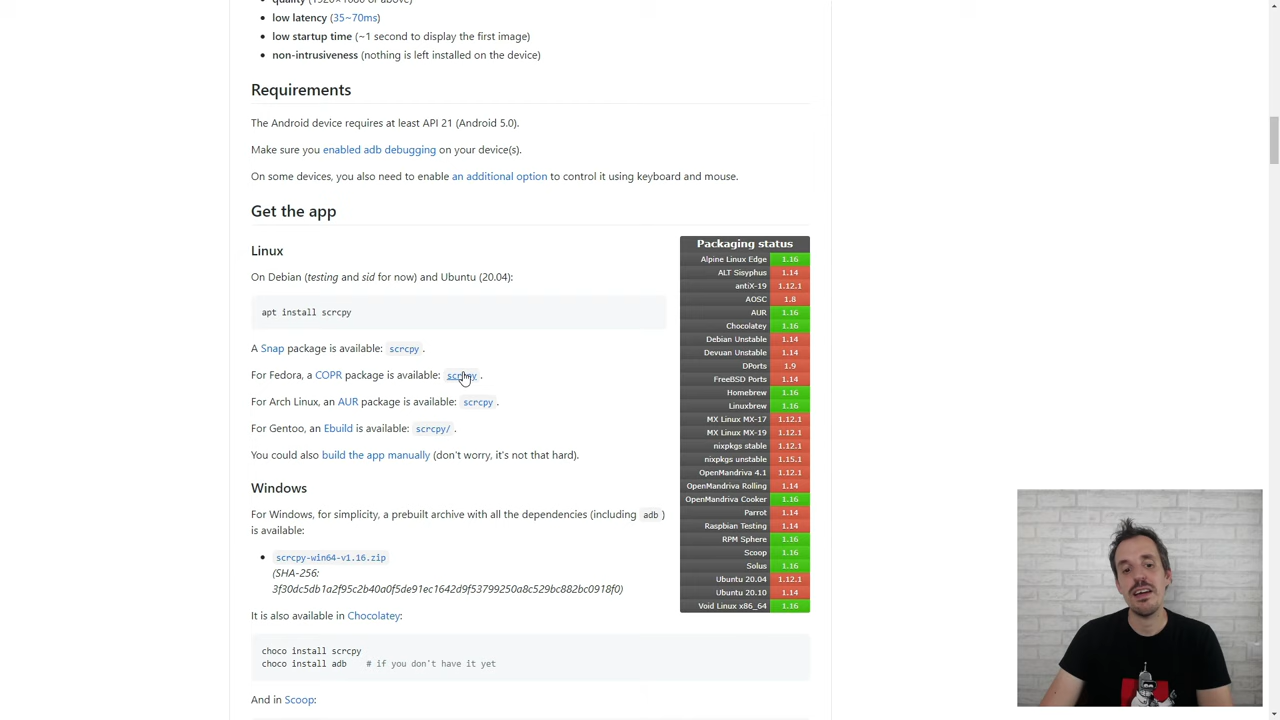 quality (1920×1080 or above)
low latency (35~70ms)
low startup time (~1 second to display the first image)
non-intrusiveness (nothing is left installed on the device)
Requirements
The Android device requires at least API 21 (Android 5.0).
Make sure you enabled adb debugging on your device(s).
On some devices, you also need to enable an additional option to control it using keyboard and mouse.
Get the app
Linux
On Debian (testing and sid for now) and Ubuntu (20.04):
apt install scrcpy
A Snap package is available: scrcpy .
For Fedora, a COPR package is available: scrcpy .
For Arch Linux, an AUR package is available: scrcpy .
For Gentoo, an Ebuild is available: scrcpy/ .
You could also build the app manually (don't worry, it's not that hard).
Packaging status
Alpine Linux Edge 1.16
ALT Sisyphus 1.14
antiX-19 1.12.1
AOSC 1.8
AUR 1.16
Chocolatey 1.16
Debian Unstable 1.14
Devuan Unstable 1.14
DPorts 1.9
FreeBSD Ports 1.14
Homebrew 1.16
Linuxbrew 1.16
MX Linux MX-17 1.12.1
MX Linux MX-19 1.12.1
nixpkgs stable 1.12.1
nixpkgs unstable 1.15.1
OpenMandriva 4.1 1.12.1
OpenMandriva Rolling 1.14
OpenMandriva Cooker 1.16
Parrot 1.14
Raspbian Testing 1.14
RPM Sphere 1.16
Scoop 1.16
Solus 1.16
Ubuntu 20.04 1.12.1
Ubuntu 20.10 1.14
Void Linux x86_64 1.16
Windows
For Windows, for simplicity, a prebuilt archive with all the dependencies (including adb )
is available:
scrcpy-win64-v1.16.zip
(SHA-256:
3f30dc5db1a2f95c2b40a0f5de91ec1642d9f53799250a8c529bc882bc0918f0)
It is also available in Chocolatey:
choco install scrcpy
choco install adb # if you don't have it yet
And in Scoop: